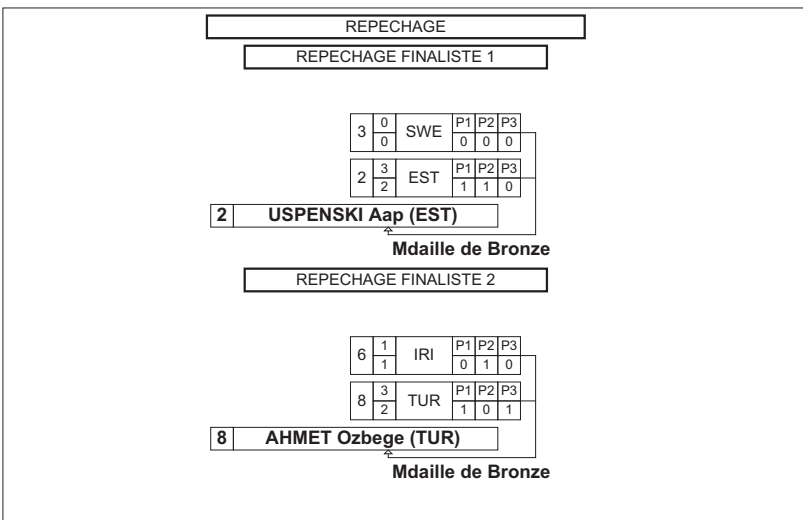 REPECHAGE
REPECHAGE FINALISTE 1
3 0 SWE P1 P2 P3
0 0 0 0
2 3 EST P1 P2 P3
2 1 1 0
2 USPENSKI Aap (EST)
Mdaille de Bronze
REPECHAGE FINALISTE 2
6 1 IRI P1 P2 P3
1 0 1 0
8 3 TUR P1 P2 P3
2 1 0 1
8 AHMET Ozbege (TUR)
Mdaille de Bronze